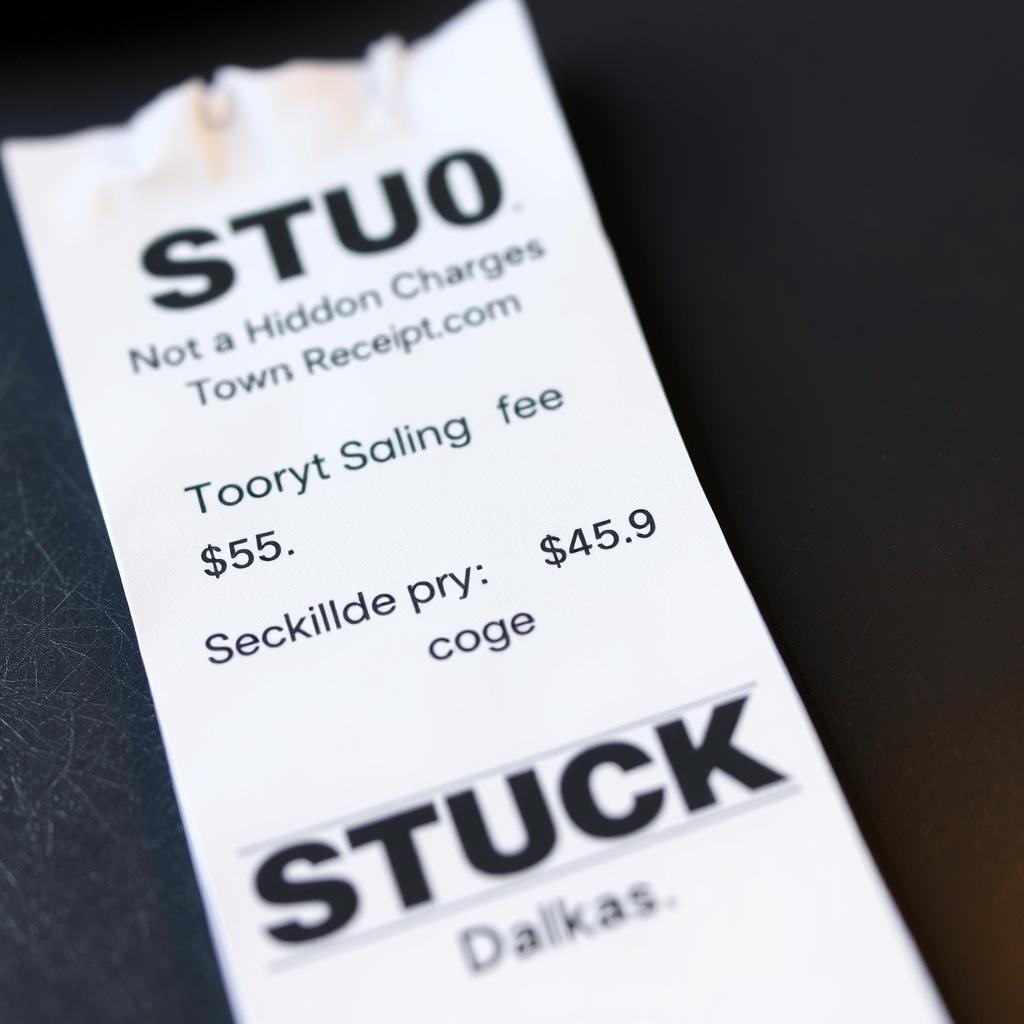 STUO
Not a Hiddon Charges
Town Receipt.com
Tooryt Saling fee
$55.
$45.9
Seckillde pry:
coge
STUCK
Dalkas.